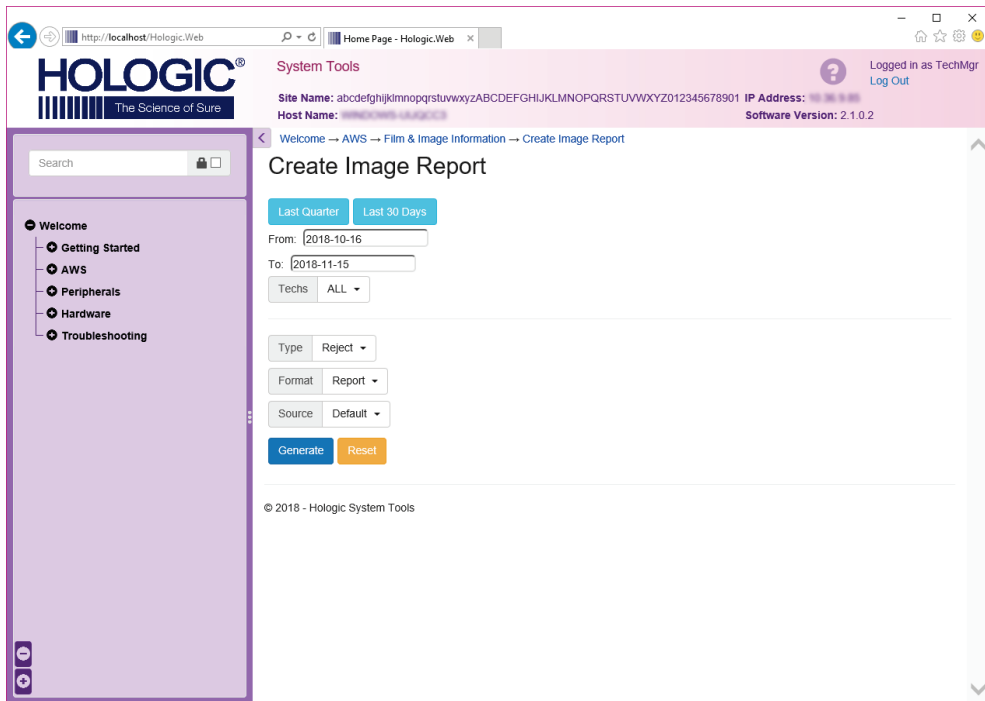 http://localhost/Hologic.Web
Home Page - Hologic.Web
HOLOGIC®
The Science of Sure
System Tools
Logged in as TechMgr
Log Out
Site Name: abcdefghijklmnopqrstuvwxyzABCDEFGHIJKLMNOPQRSTUVWXYZ012345678901 IP Address:
Host Name:
Software Version: 2.1.0.2
Welcome → AWS → Film & Image Information → Create Image Report
Search
Create Image Report
Last Quarter Last 30 Days
From: 2018-10-16
To: 2018-11-15
Techs ALL
Welcome
Getting Started
AWS
Peripherals
Hardware
Troubleshooting
Type Reject
Format Report
Source Default
Generate Reset
© 2018 - Hologic System Tools